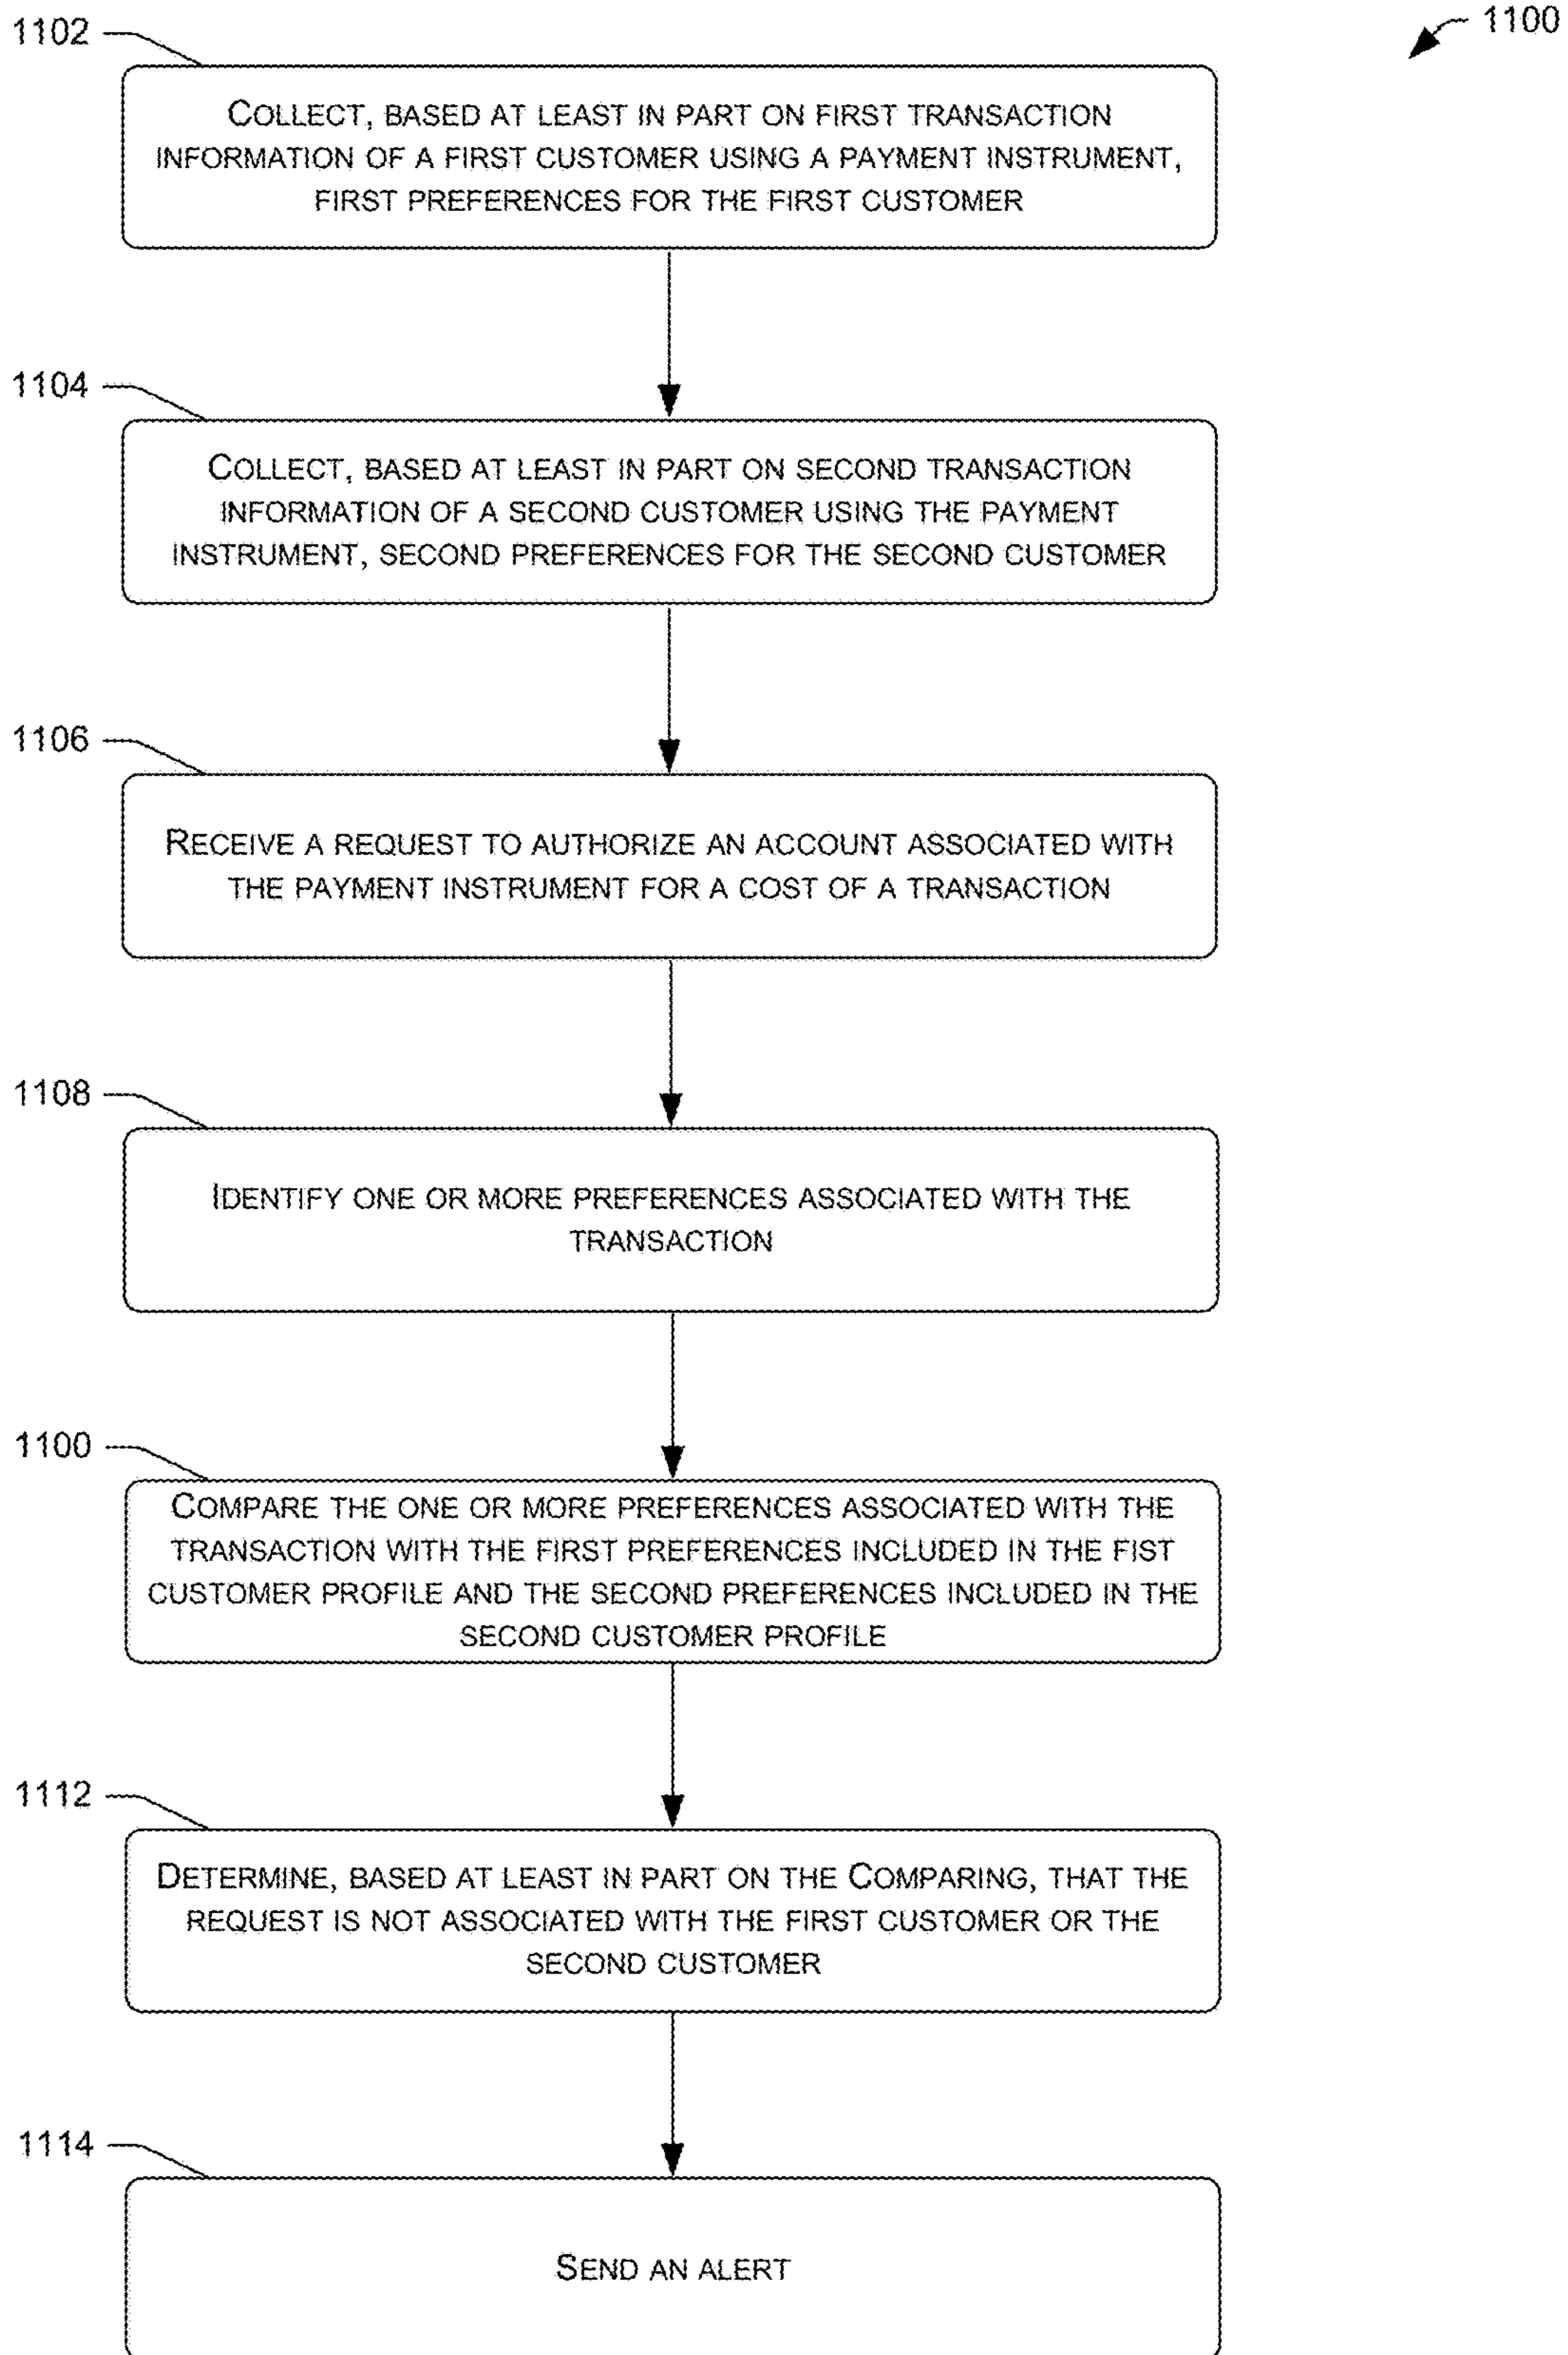 1100
1102
COLLECT, BASED AT LEAST IN PART ON FIRST TRANSACTION
INFORMATION OF A FIRST CUSTOMER USING A PAYMENT INSTRUMENT,
FIRST PREFERENCES FOR THE FIRST CUSTOMER
1104
COLLECT, BASED AT LEAST IN PART ON SECOND TRANSACTION
INFORMATION OF A SECOND CUSTOMER USING THE PAYMENT
INSTRUMENT, SECOND PREFERENCES FOR THE SECOND CUSTOMER
1106
RECEIVE A REQUEST TO AUTHORIZE AN ACCOUNT ASSOCIATED WITH
THE PAYMENT INSTRUMENT FOR A COST OF A TRANSACTION
1108
IDENTIFY ONE OR MORE PREFERENCES ASSOCIATED WITH THE
TRANSACTION
1100
COMPARE THE ONE OR MORE PREFERENCES ASSOCIATED WITH THE
TRANSACTION WITH THE FIRST PREFERENCES INCLUDED IN THE FIST
CUSTOMER PROFILE AND THE SECOND PREFERENCES INCLUDED IN THE
SECOND CUSTOMER PROFILE
1112
DETERMINE, BASED AT LEAST IN PART ON THE COMPARING, THAT THE
REQUEST IS NOT ASSOCIATED WITH THE FIRST CUSTOMER OR THE
SECOND CUSTOMER
1114
SEND AN ALERT